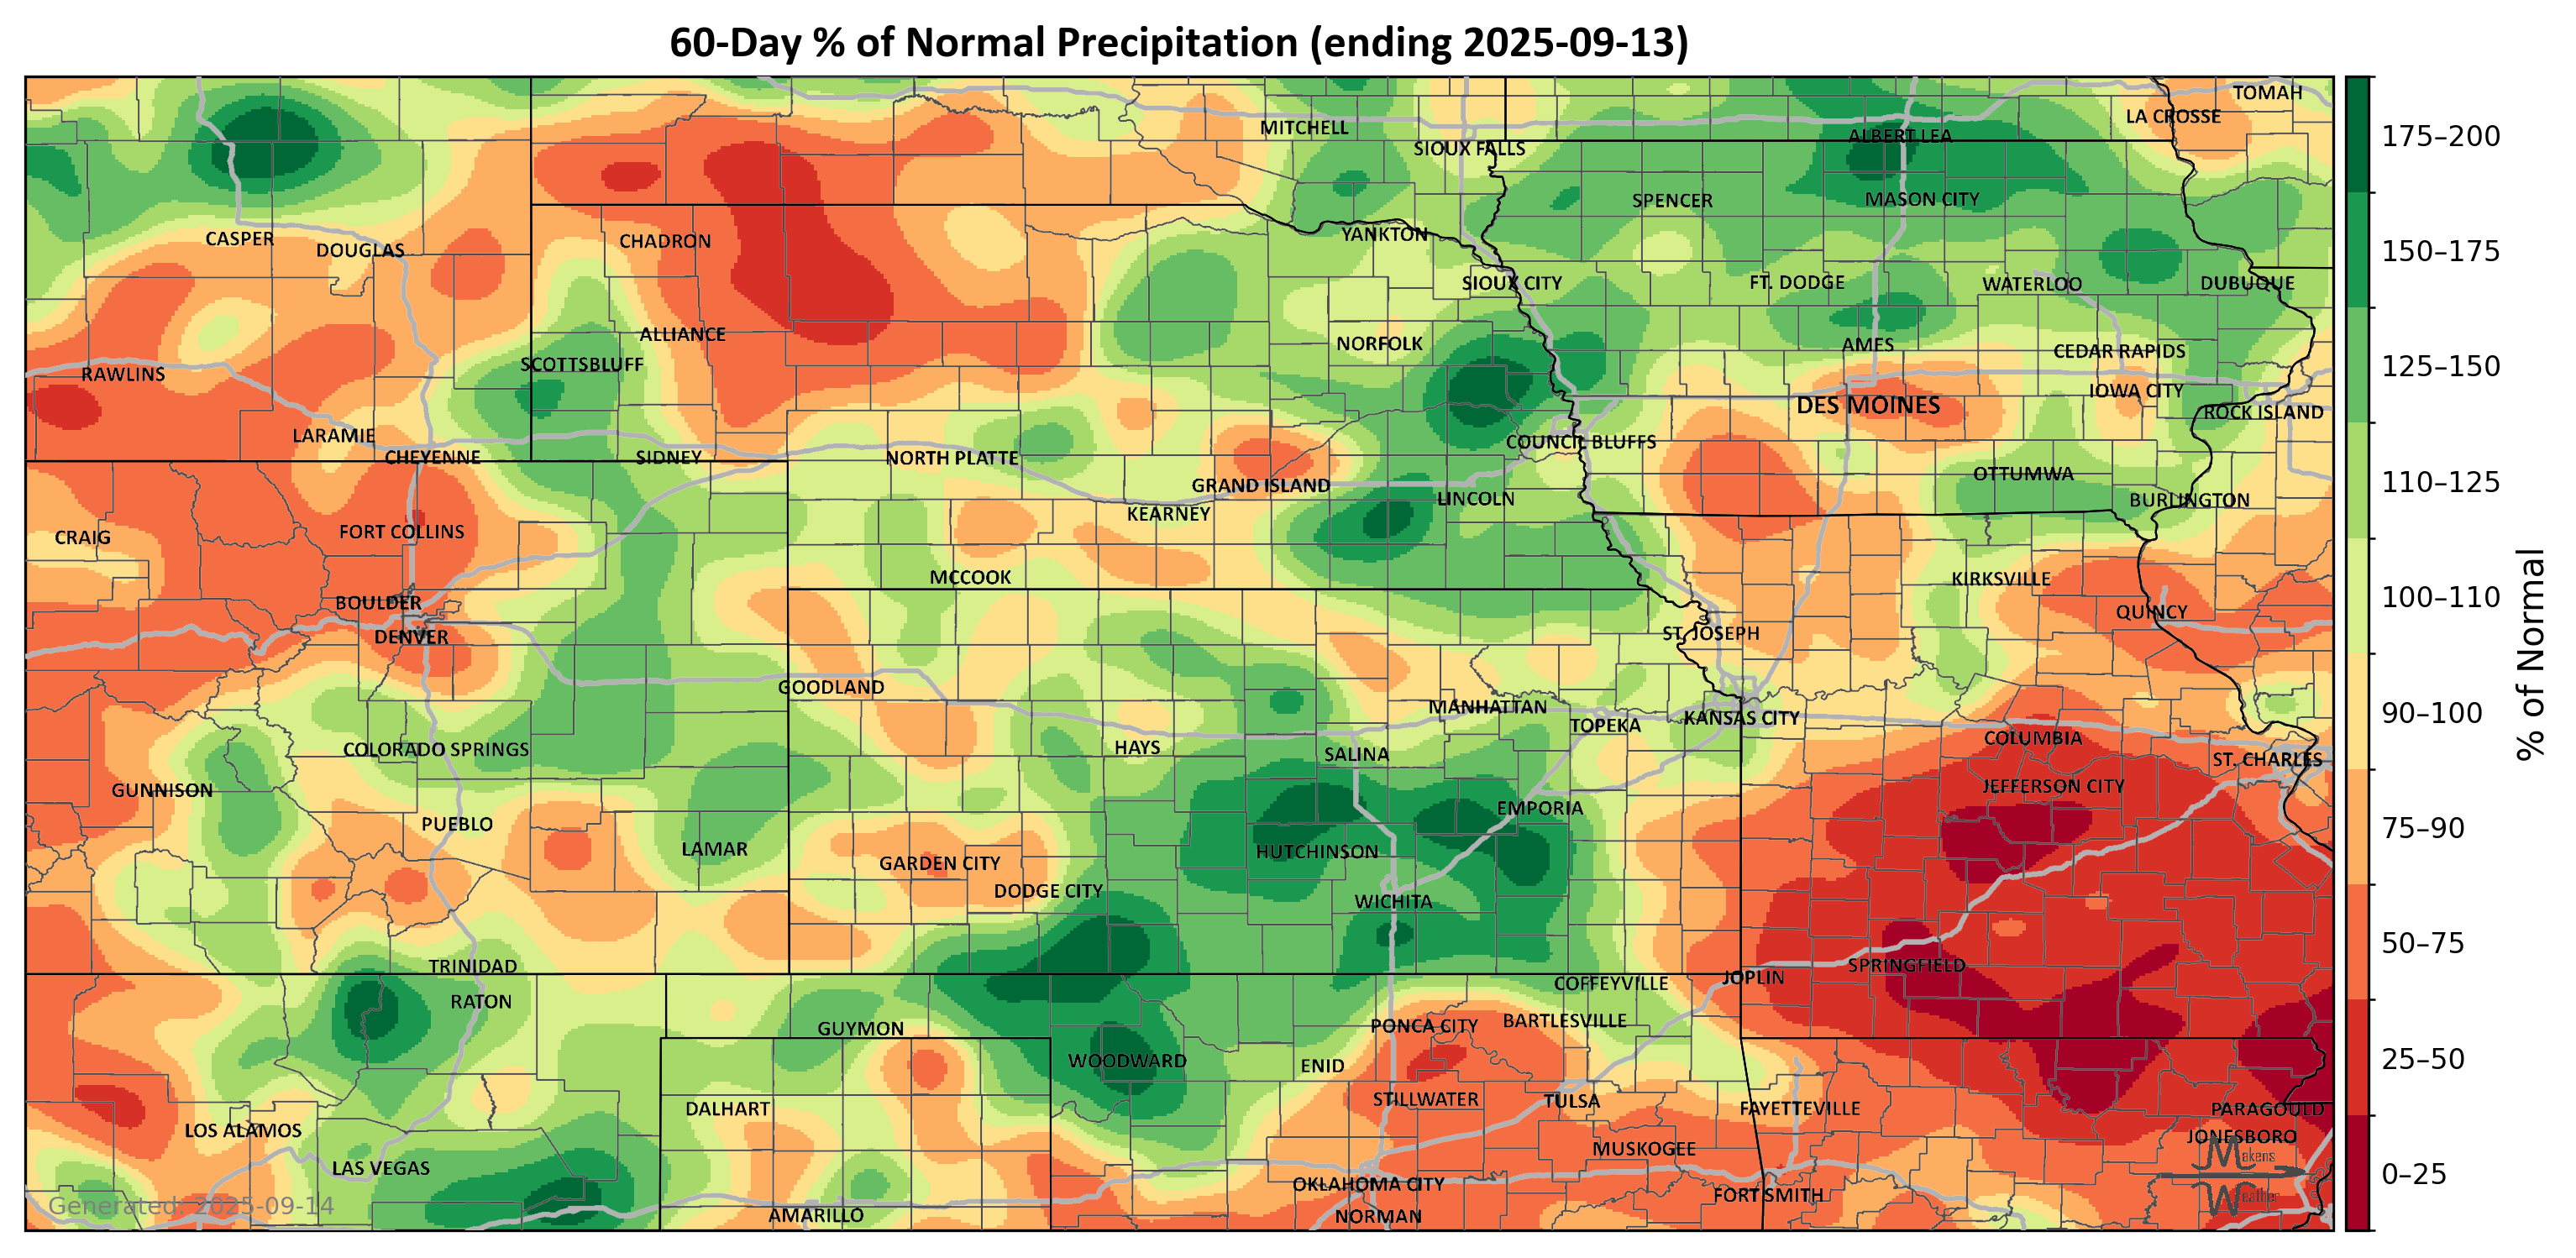 60-Day % of Normal Precipitation (ending 2025-09-13)
TOMAH
LA CROSSE
MITCHELL
ALBERT LEA
SIOUX FALLS
SPENCER
MASON CITY
CASPER
DOUGLAS
CHADRON
YANKTON
SIOUX CITY
FT. DODGE
WATERLOO
DUBUQUE
ALLIANCE
NORFOLK
AMES
CEDAR RAPIDS
SCOTTSBLUFF
RAWLINS
IOWA CITY
DES MOINES
ROCK ISLAND
LARAMIE
COUNCIL BLUFFS
CHEYENNE
SIDNEY
NORTH PLATTE
OTTUMWA
GRAND ISLAND
LINCOLN
BURLINGTON
KEARNEY
FORT COLLINS
CRAIG
MCCOOK
KIRKSVILLE
BOULDER
QUINCY
DENVER
ST. JOSEPH
GOODLAND
MANHATTAN
TOPEKA
KANSAS CITY
COLUMBIA
COLORADO SPRINGS
HAYS
SALINA
ST. CHARLES
GUNNISON
JEFFERSON CITY
EMPORIA
PUEBLO
LAMAR
HUTCHINSON
GARDEN CITY
DODGE CITY
WICHITA
TRINIDAD
SPRINGFIELD
JOPLIN
COFFEYVILLE
RATON
BARTLESVILLE
PONCA CITY
GUYMON
WOODWARD
ENID
STILLWATER
TULSA
DALHART
FAYETTEVILLE
PARAGOULD
LOS ALAMOS
JONESBORO
MUSKOGEE
LAS VEGAS
OKLAHOMA CITY
FORT SMITH
AMARILLO
NORMAN
Generated: 2025-09-14
Makens
Weather
175–200
150–175
125–150
110–125
100–110
90–100
75–90
50–75
25–50
0–25
% of Normal